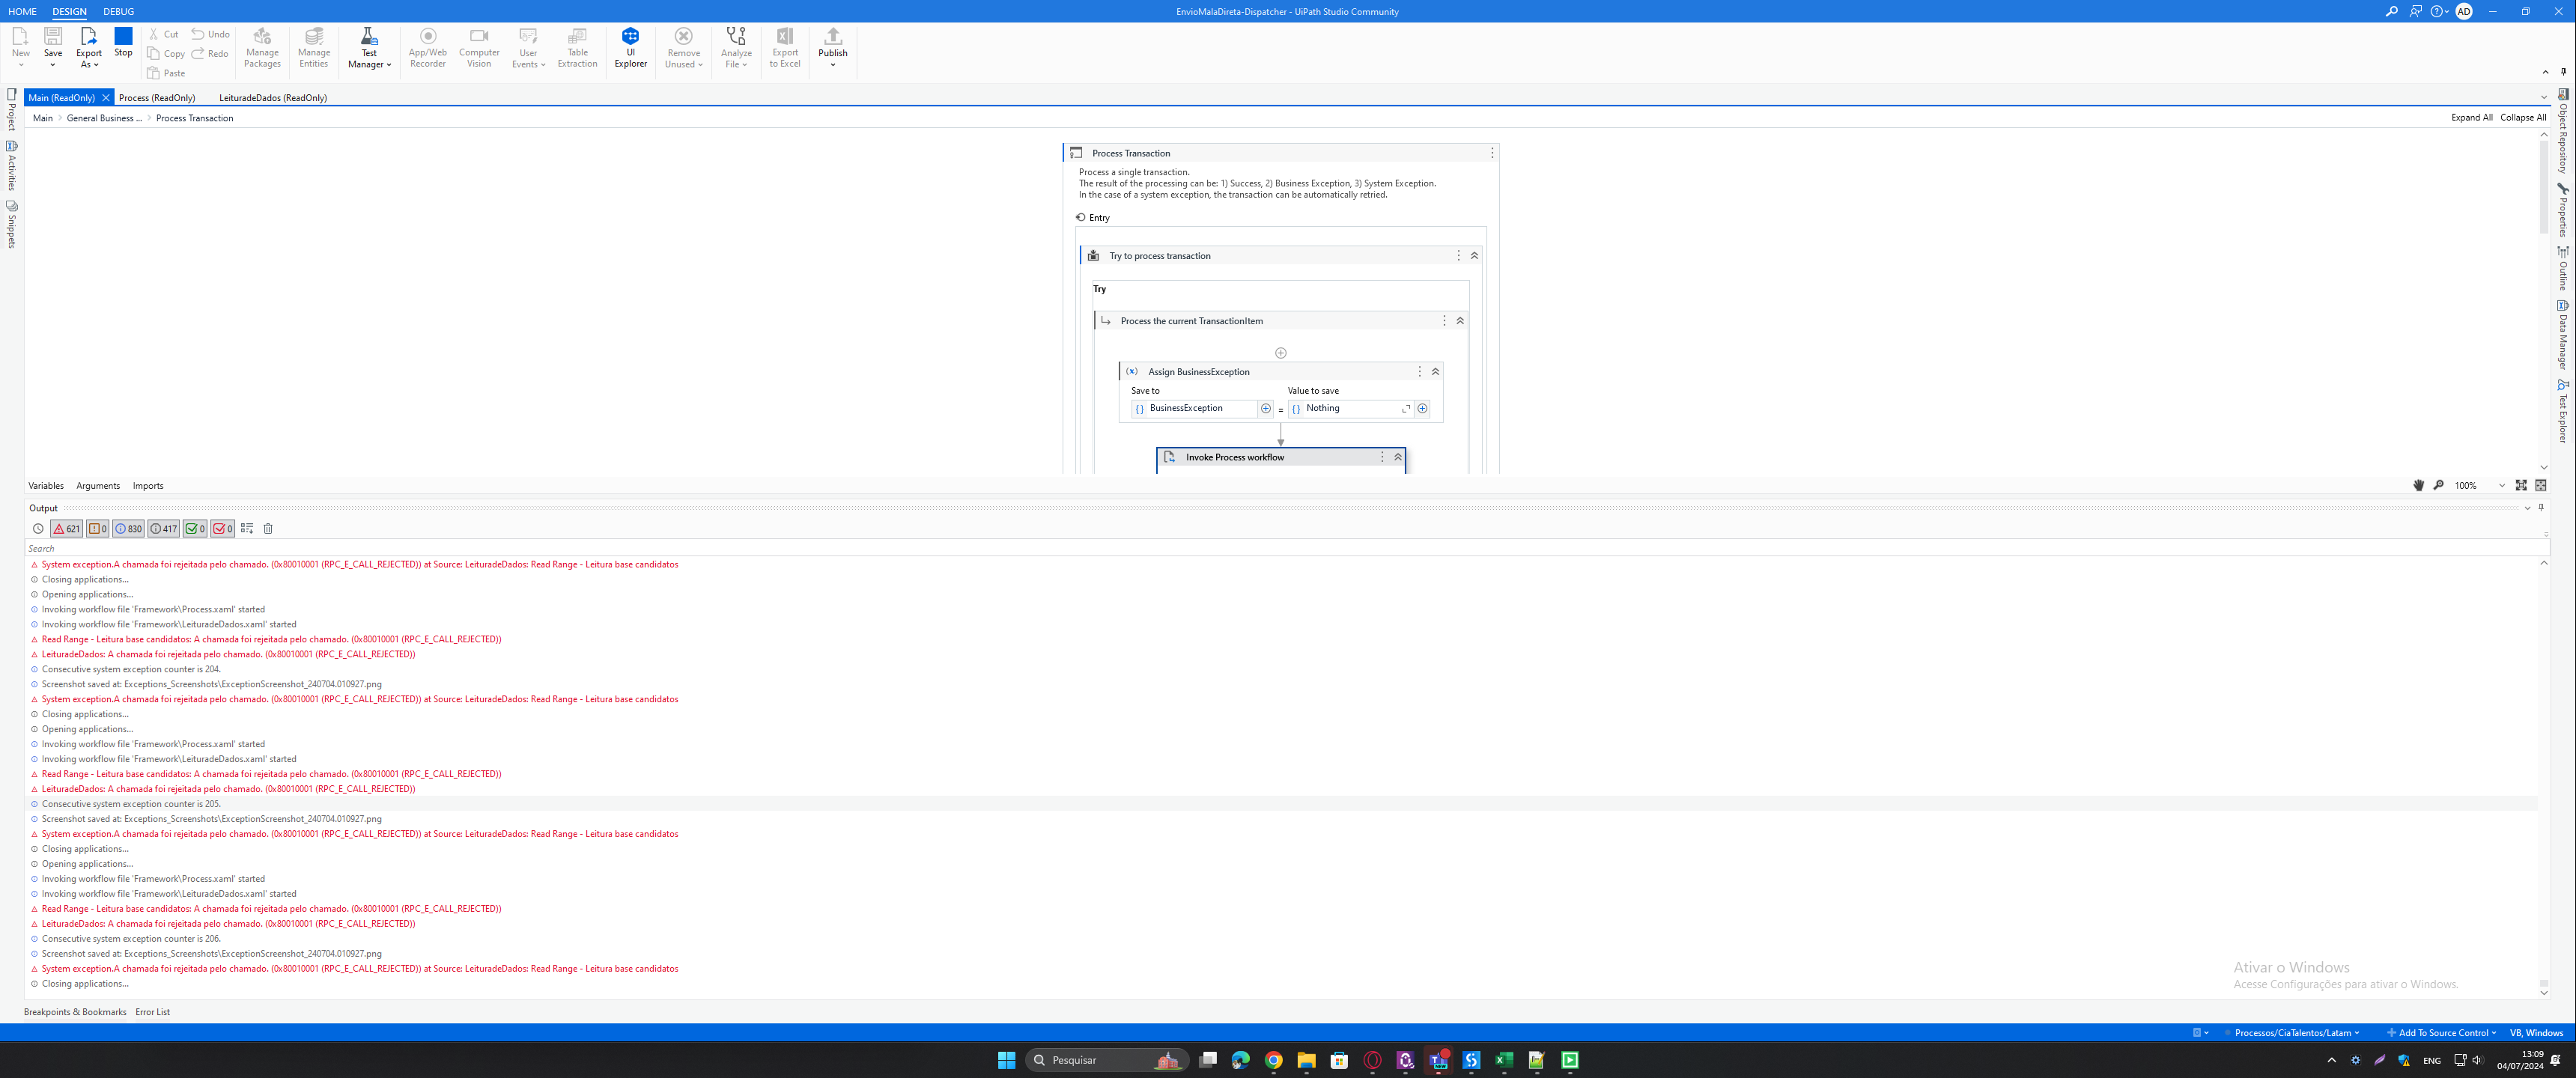 HOME DESIGN DEBUG
EnvioMalaDireta-Dispatcher - UiPath Studio Community
AD
New
Save
Export As
Stop
Cut
Copy
Paste
Undo
Redo
Manage Packages
Manage Entities
Test Manager
App/Web Recorder
Computer Vision
User Events
Table Extraction
UI Explorer
Remove Unused
Analyze File
Export to Excel
Publish
Project
Activities
Snippets
Main (ReadOnly) Process (ReadOnly) LeituradeDados (ReadOnly)
Main > General Business ... > Process Transaction
Expand All Collapse All
Object Repository
Properties
Outline
Data Manager
Test Explorer
Process Transaction
Process a single transaction.
The result of the processing can be: 1) Success, 2) Business Exception, 3) System Exception.
In the case of a system exception, the transaction can be automatically retried.
Entry
Try to process transaction
Try
Process the current TransactionItem
Assign BusinessException
Save to Value to save
BusinessException = Nothing
Invoke Process workflow
Variables Arguments Imports
100%
Output
621 0 830 417 0 0
Search
System exception.A chamada foi rejeitada pelo chamado. (0x80010001 (RPC_E_CALL_REJECTED)) at Source: LeituradeDados: Read Range - Leitura base candidatos
Closing applications...
Opening applications...
Invoking workflow file 'Framework\Process.xaml' started
Invoking workflow file 'Framework\LeituradeDados.xaml' started
Read Range - Leitura base candidatos: A chamada foi rejeitada pelo chamado. (0x80010001 (RPC_E_CALL_REJECTED))
LeituradeDados: A chamada foi rejeitada pelo chamado. (0x80010001 (RPC_E_CALL_REJECTED))
Consecutive system exception counter is 204.
Screenshot saved at: Exceptions_Screenshots\ExceptionScreenshot_240704.010927.png
System exception.A chamada foi rejeitada pelo chamado. (0x80010001 (RPC_E_CALL_REJECTED)) at Source: LeituradeDados: Read Range - Leitura base candidatos
Closing applications...
Opening applications...
Invoking workflow file 'Framework\Process.xaml' started
Invoking workflow file 'Framework\LeituradeDados.xaml' started
Read Range - Leitura base candidatos: A chamada foi rejeitada pelo chamado. (0x80010001 (RPC_E_CALL_REJECTED))
LeituradeDados: A chamada foi rejeitada pelo chamado. (0x80010001 (RPC_E_CALL_REJECTED))
Consecutive system exception counter is 205.
Screenshot saved at: Exceptions_Screenshots\ExceptionScreenshot_240704.010927.png
System exception.A chamada foi rejeitada pelo chamado. (0x80010001 (RPC_E_CALL_REJECTED)) at Source: LeituradeDados: Read Range - Leitura base candidatos
Closing applications...
Opening applications...
Invoking workflow file 'Framework\Process.xaml' started
Invoking workflow file 'Framework\LeituradeDados.xaml' started
Read Range - Leitura base candidatos: A chamada foi rejeitada pelo chamado. (0x80010001 (RPC_E_CALL_REJECTED))
LeituradeDados: A chamada foi rejeitada pelo chamado. (0x80010001 (RPC_E_CALL_REJECTED))
Consecutive system exception counter is 206.
Screenshot saved at: Exceptions_Screenshots\ExceptionScreenshot_240704.010927.png
System exception.A chamada foi rejeitada pelo chamado. (0x80010001 (RPC_E_CALL_REJECTED)) at Source: LeituradeDados: Read Range - Leitura base candidatos
Closing applications...
Ativar o Windows
Acesse Configurações para ativar o Windows.
Breakpoints & Bookmarks Error List
Processos/CiaTalentos/Latam Add To Source Control VB, Windows
Pesquisar
ENG
13:09
04/07/2024